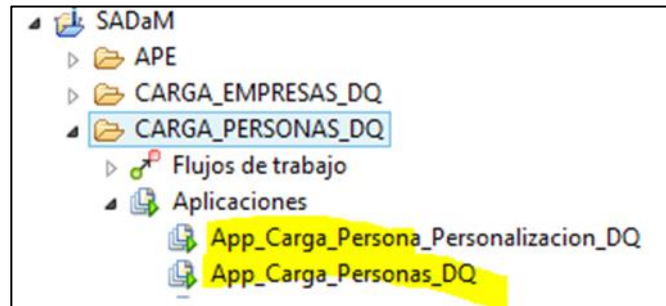 SADaM
APE
CARGA_EMPRESAS_DQ
CARGA_PERSONAS_DQ
Flujos de trabajo
Aplicaciones
App_Carga_Persona_Personalizacion_DQ
App_Carga_Personas_DQ